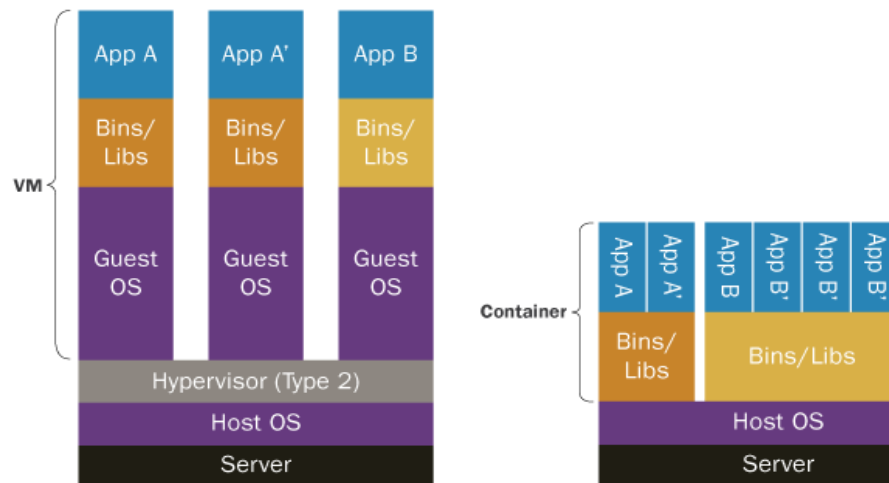 App A
App A'
App B
Bins/
Libs
Bins/
Libs
Bins/
Libs
VM
Guest
OS
Guest
OS
Guest
OS
Hypervisor (Type 2)
Host OS
Server
App A
App A'
App B
App B'
App B'
App B'
Container
Bins/
Libs
Bins/Libs
Host OS
Server